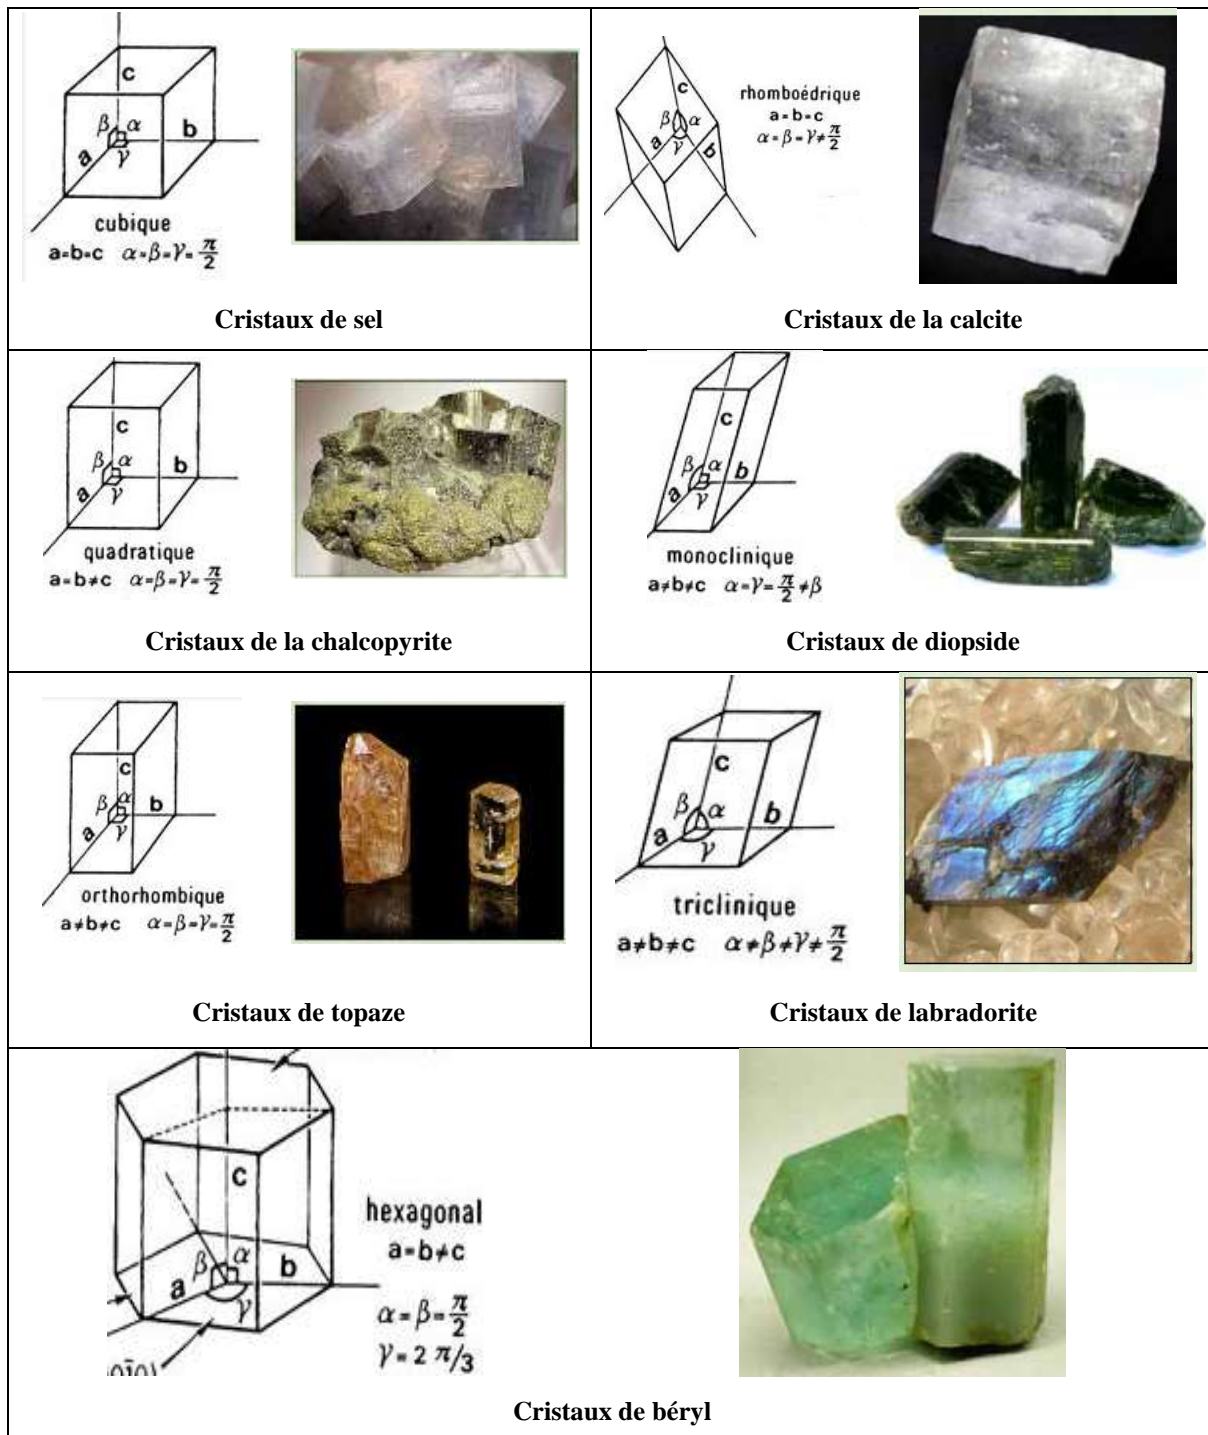 c
β
α
b
a
γ
cubique
a=b=c α=β=γ=π/2
Cristaux de sel
c
β
α
a
γ
b
rhomboédrique
a=b=c
α=β=γ≠π/2
Cristaux de la calcite
c
β
α
b
a
γ
quadratique
a=b≠c α=β=γ=π/2
Cristaux de la chalcopyrite
c
β
α
b
a
γ
monoclinique
a≠b≠c α=γ=π/2≠β
Cristaux de diopside
c
β
α
b
a
γ
orthorhombique
a≠b≠c α=β=γ=π/2
Cristaux de topaze
c
β
α
b
a
γ
triclinique
a≠b≠c α≠β≠γ≠π/2
Cristaux de labradorite
c
β
α
b
a
γ
hexagonal
a=b≠c
α=β=π/2
γ=2π/3
Cristaux de béryl